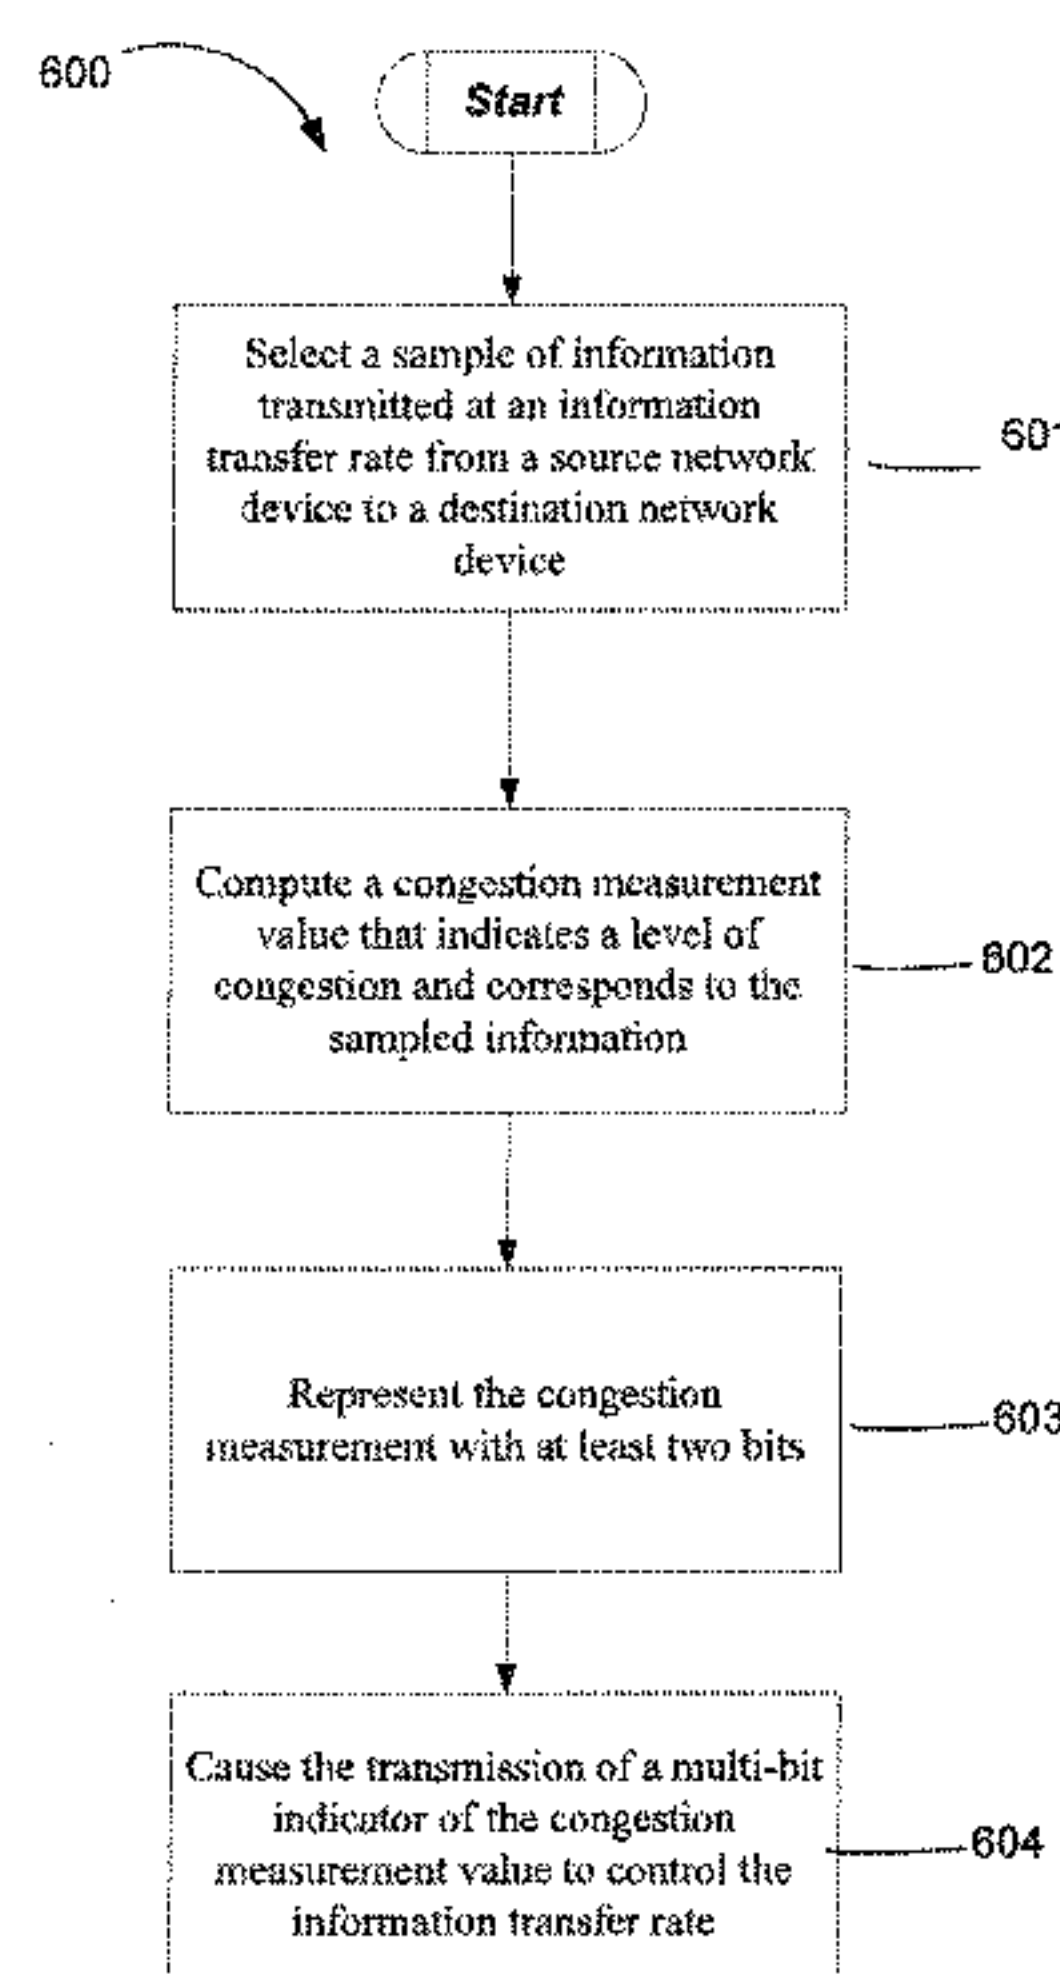 600
Start
Select a sample of information
transmitted at an information
transfer rate from a source network
device to a destination network
device
601
Compute a congestion measurement
value that indicates a level of
congestion and corresponds to the
sampled information
602
Represent the congestion
measurement with at least two bits
603
Cause the transmission of a multi-bit
indicator of the congestion
measurement value to control the
information transfer rate
604